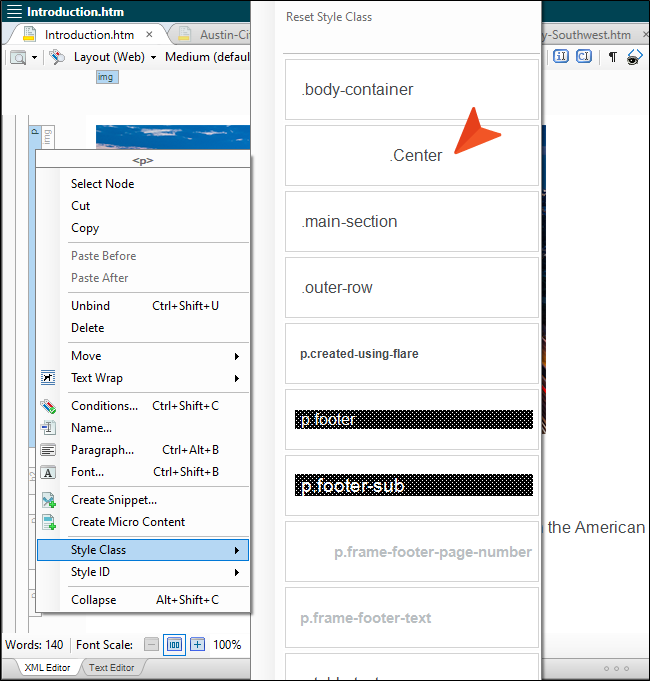 Introduction.htm
Introduction.htm
Austin-Ci
y-Southwest.htm
Layout (Web)
Medium (defaul
img
p
img
<p>
Select Node
Cut
Copy
Paste Before
Paste After
Unbind Ctrl+Shift+U
Delete
Move
Text Wrap
Conditions... Ctrl+Shift+C
Name...
Paragraph... Ctrl+Alt+B
Font... Ctrl+Shift+B
Create Snippet...
Create Micro Content
Style Class
Style ID
Collapse Alt+Shift+C
Reset Style Class
.body-container
.Center
.main-section
.outer-row
p.created-using-flare
p.footer
p.footer-sub
p.frame-footer-page-number
p.frame-footer-text
the American
Words: 140 Font Scale: 100 100%
XML Editor Text Editor